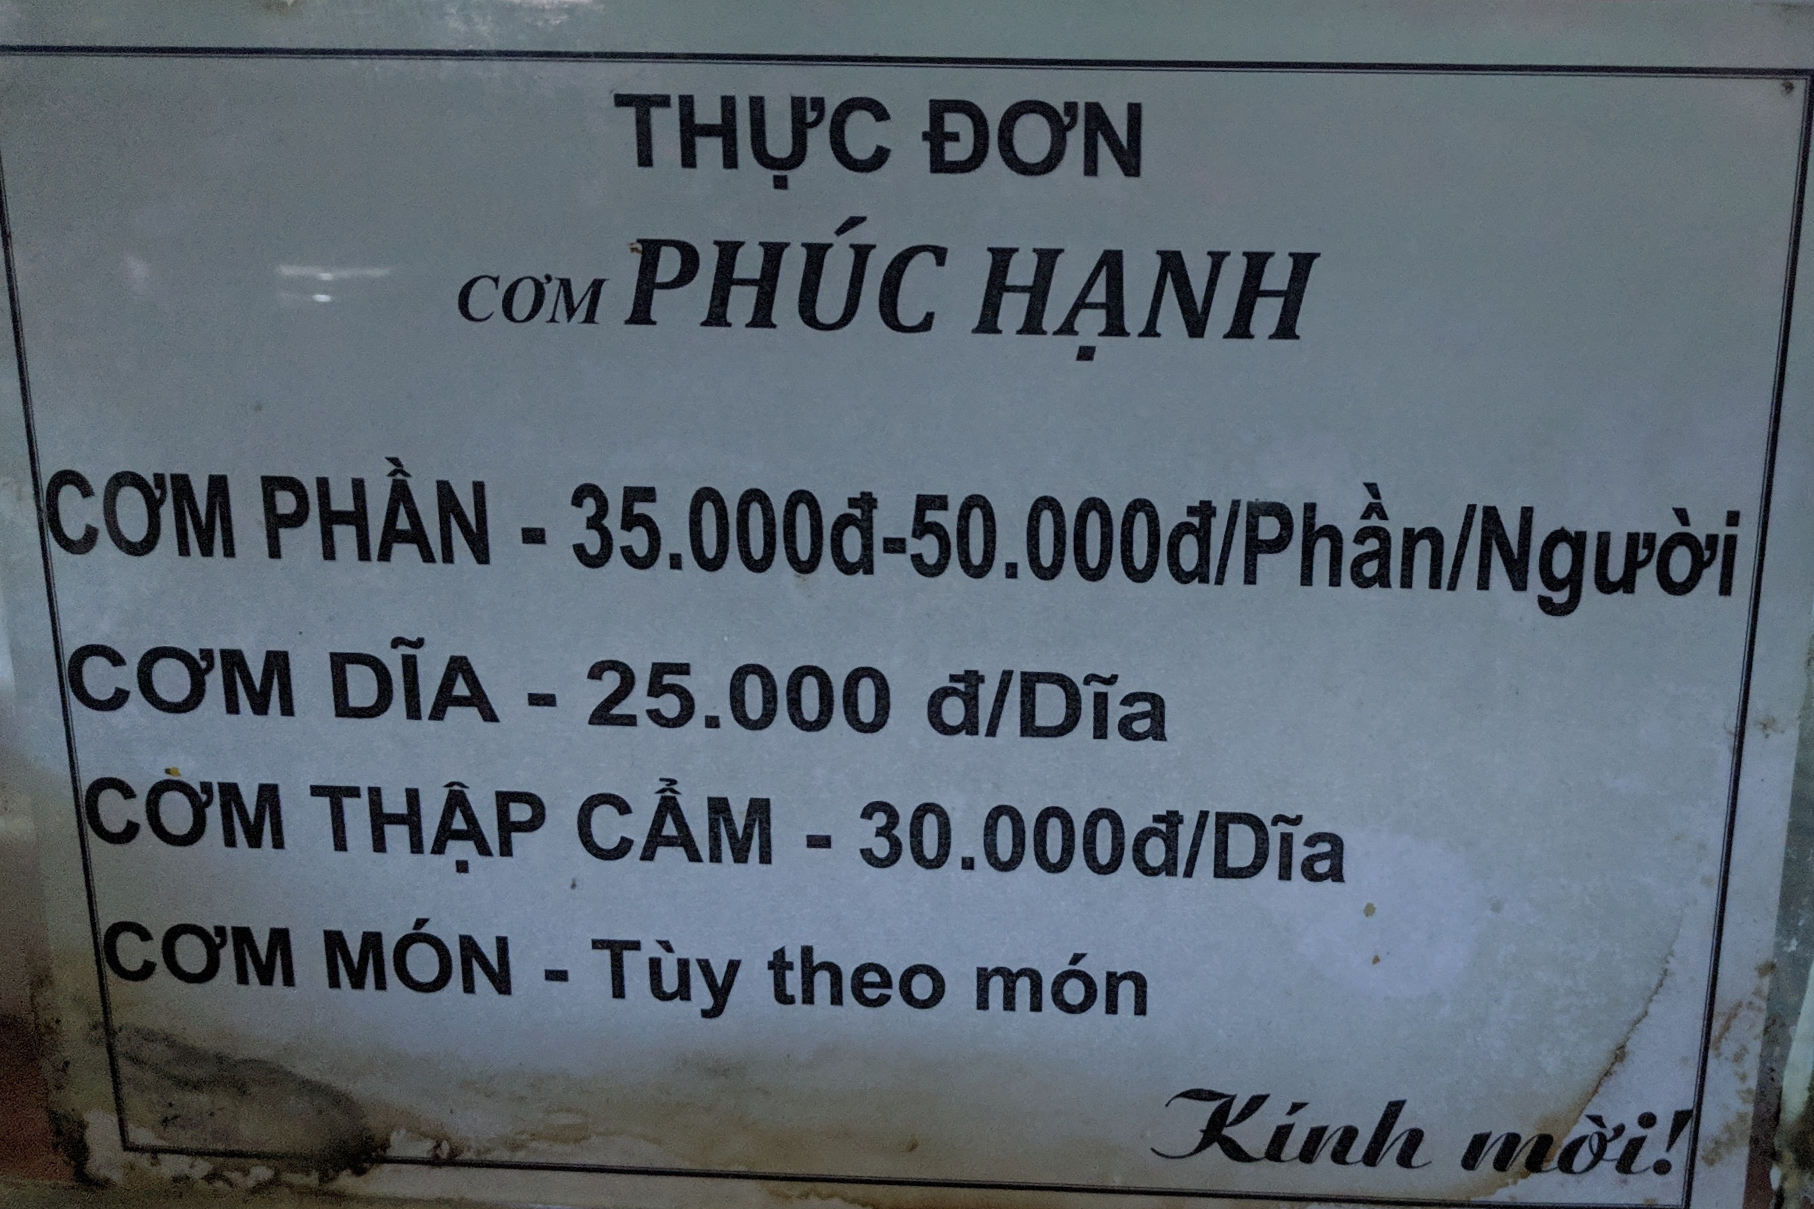 THỰC ĐƠN
CƠM PHÚC HẠNH
CƠM PHẦN - 35.000đ-50.000đ/Phần/Người
CƠM DĨA - 25.000 đ/Dĩa
CƠM THẬP CẨM - 30.000đ/Dĩa
CƠM MÓN - Tùy theo món
Kính mời!